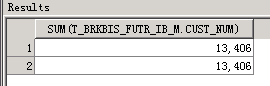 Results
SUM(T_BRKBIS_FUTR_IB_M.CUST_NUM)
1 13,406
2 13,406